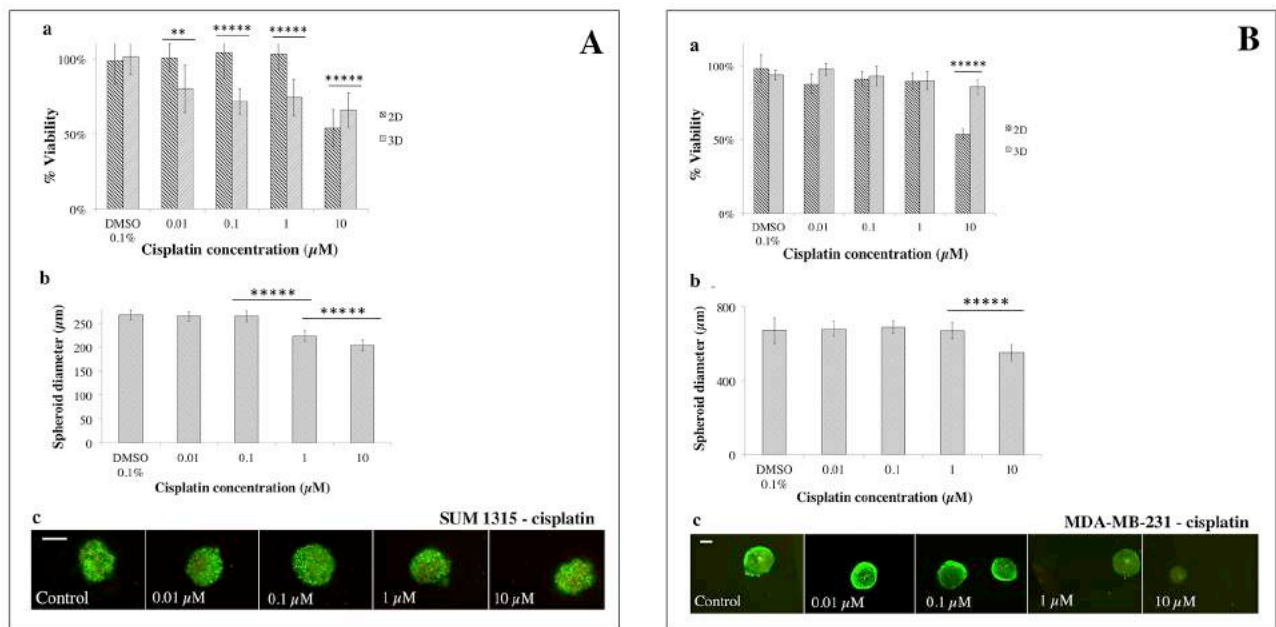 A
a
**
*****
*****
*****
100%
50%
0%
% Viability
2D
3D
DMSO 0.1%
0.01
0.1
1
10
Cisplatin concentration (µM)
b
*****
*****
250
200
150
100
50
0
Spheroid diameter (µm)
DMSO 0.1%
0.01
0.1
1
10
Cisplatin concentration (µM)
c
SUM 1315 - cisplatin
Control
0.01 µM
0.1 µM
1 µM
10 µM
B
a
*****
100%
50%
0%
% Viability
2D
3D
DMSO 0.1%
0.01
0.1
1
10
Cisplatin concentration (µM)
b
*****
800
600
400
0
Spheroid diameter (µm)
DMSO 0.1%
0.01
0.1
1
10
Cisplatin concentration (µM)
c
MDA-MB-231 - cisplatin
Control
0.01 µM
0.1 µM
1 µM
10 µM